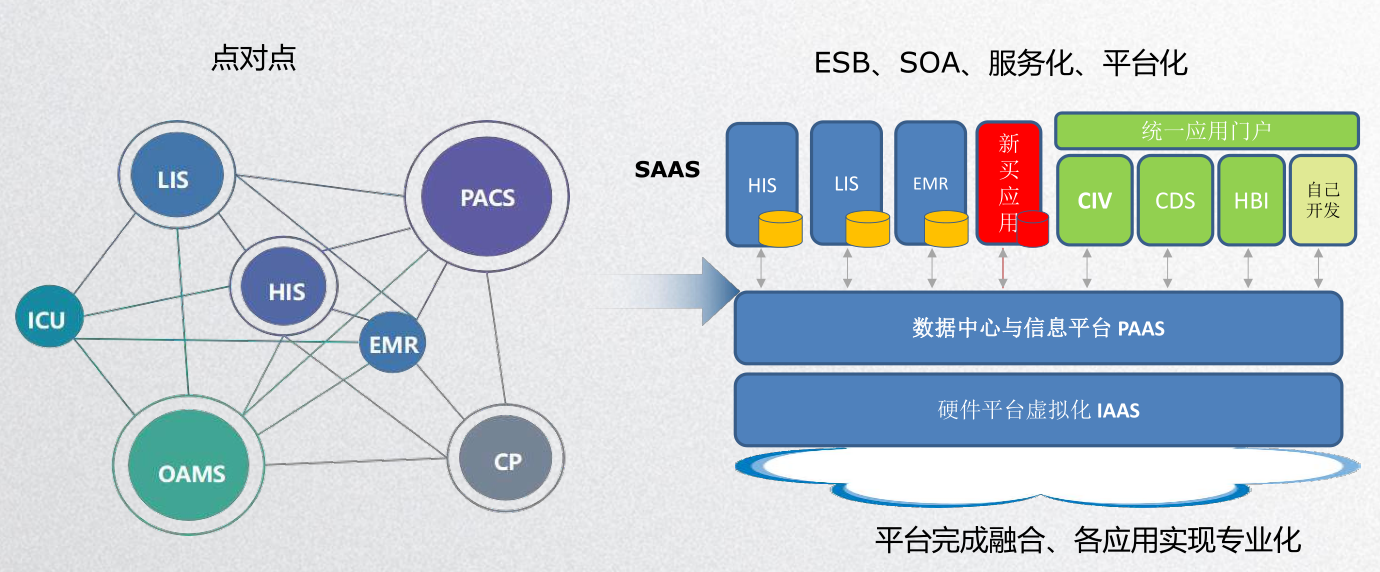 点对点
LIS
PACS
HIS
ICU
EMR
OAMS
CP
ESB、SOA、服务化、平台化
SAAS
HIS
LIS
EMR
新
买
应
用
统一应用门户
CIV
CDS
HBI
自己
开发
数据中心与信息平台 PAAS
硬件平台虚拟化 IAAS
平台完成融合、各应用实现专业化